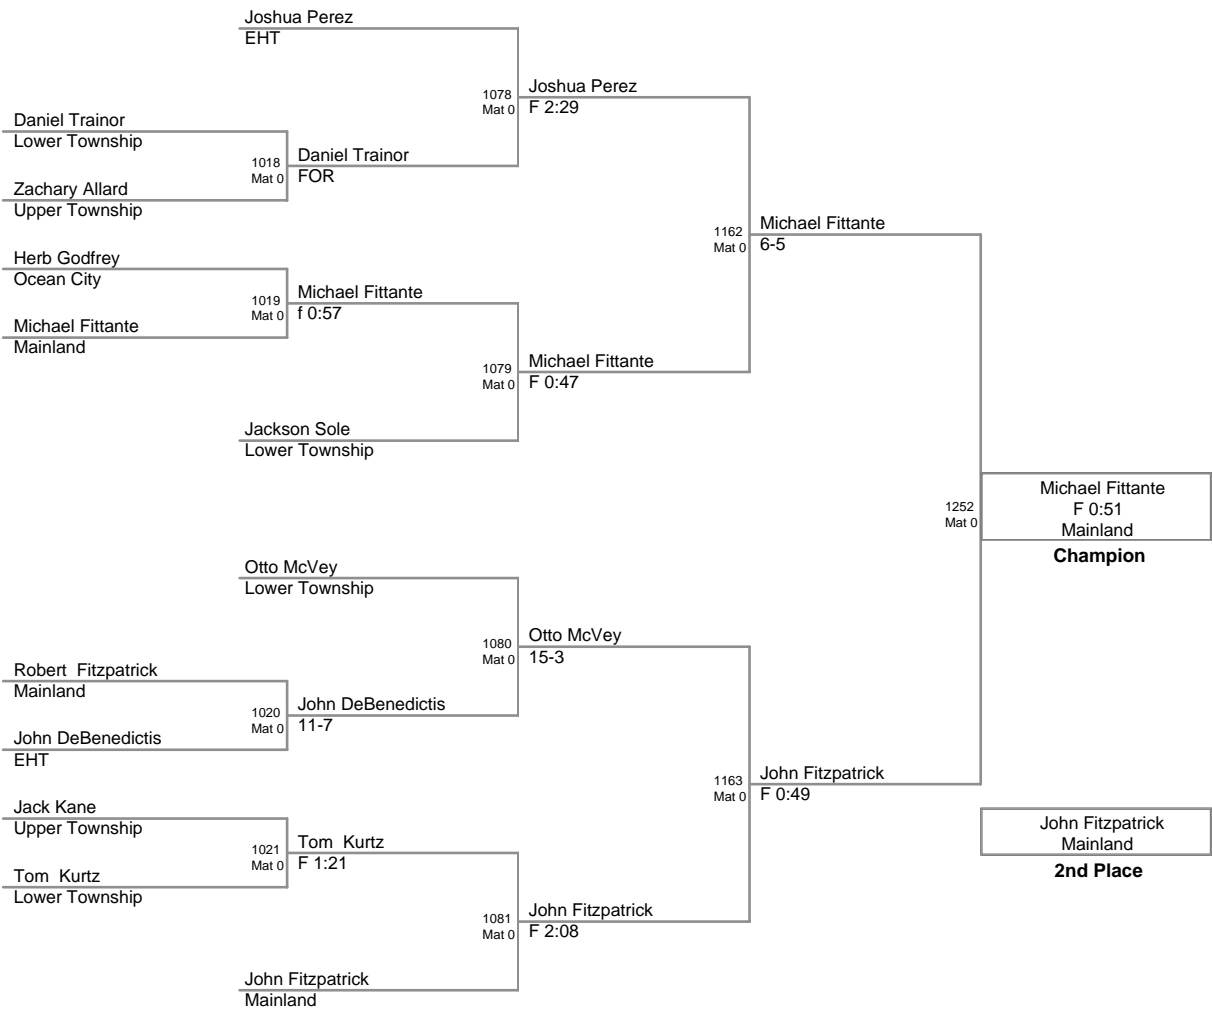 Joshua Perez
EHT
1078
Mat 0
Joshua Perez
F 2:29
Daniel Trainor
Lower Township
1018
Mat 0
Daniel Trainor
FOR
Zachary Allard
Upper Township
1162
Mat 0
Michael Fittante
6-5
Herb Godfrey
Ocean City
1019
Mat 0
Michael Fittante
f 0:57
Michael Fittante
Mainland
1079
Mat 0
Michael Fittante
F 0:47
Jackson Sole
Lower Township
1252
Mat 0
Michael Fittante
F 0:51
Mainland
Champion
Otto McVey
Lower Township
1080
Mat 0
Otto McVey
15-3
Robert  Fitzpatrick
Mainland
1020
Mat 0
John DeBenedictis
11-7
John DeBenedictis
EHT
1163
Mat 0
John Fitzpatrick
F 0:49
Jack Kane
Upper Township
1021
Mat 0
Tom  Kurtz
F 1:21
Tom  Kurtz
Lower Township
John Fitzpatrick
Mainland
2nd Place
1081
Mat 0
John Fitzpatrick
F 2:08
John Fitzpatrick
Mainland